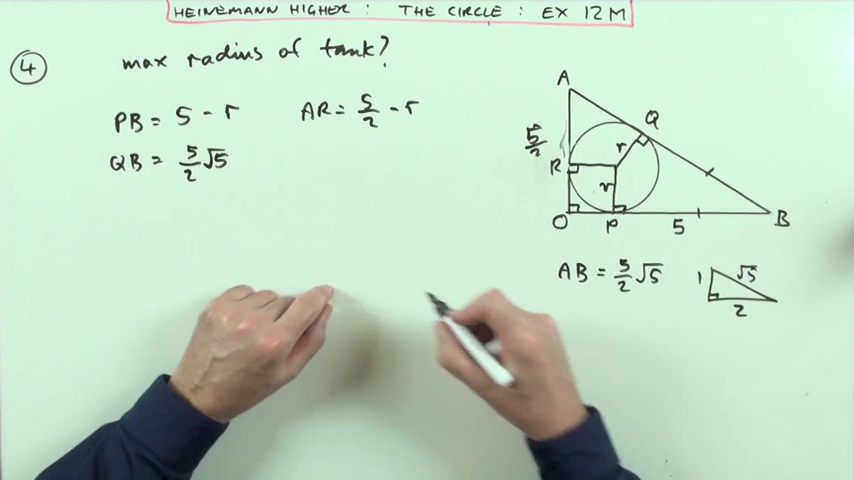 HEINEMANN HIGHER : THE CIRCLE : EX 12M
4 max radius of tank?
PB = 5 - r AR = 5/2 - r
QB = 5/2 √5
A
Q
5/2
r
R
r
O P 5 B
AB = 5/2 √5
1 √5
2